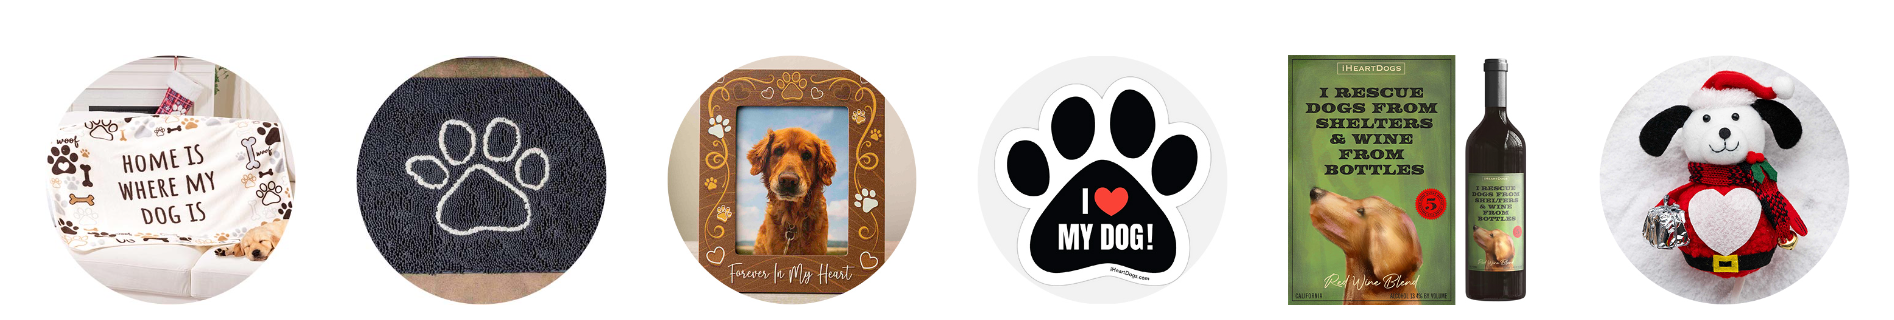 woof
HOME IS
WHERE MY
DOG IS
Forever In My Heart
I ❤
MY DOG!
iHeartDogs.com
IHEARTDOGS
I RESCUE
DOGS FROM
SHELTERS
& WINE
FROM
BOTTLES
5
Red Wine Blend
CALIFORNIA
IHEARTDOGS
I RESCUE
DOGS FROM
SHELTERS
& WINE
FROM
BOTTLES
Red Wine Blend